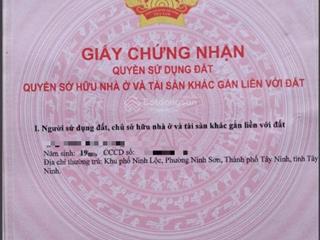 GIẤY CHỨNG NHẬN
QUYỀN SỬ DỤNG ĐẤT
QUYỀN SỞ HỮU NHÀ Ở VÀ TÀI SẢN KHÁC GẮN LIỀN VỚI ĐẤT
Batdongsan
I. Người sử dụng đất, chủ sở hữu nhà ở và tài sản khác gắn liền với đất
Năm sinh: 19 CCCD số:
Địa chỉ thường trú: Khu phố Ninh Lộc, Phường Ninh Sơn, Thành phố Tây Ninh, tỉnh Tây
Ninh.